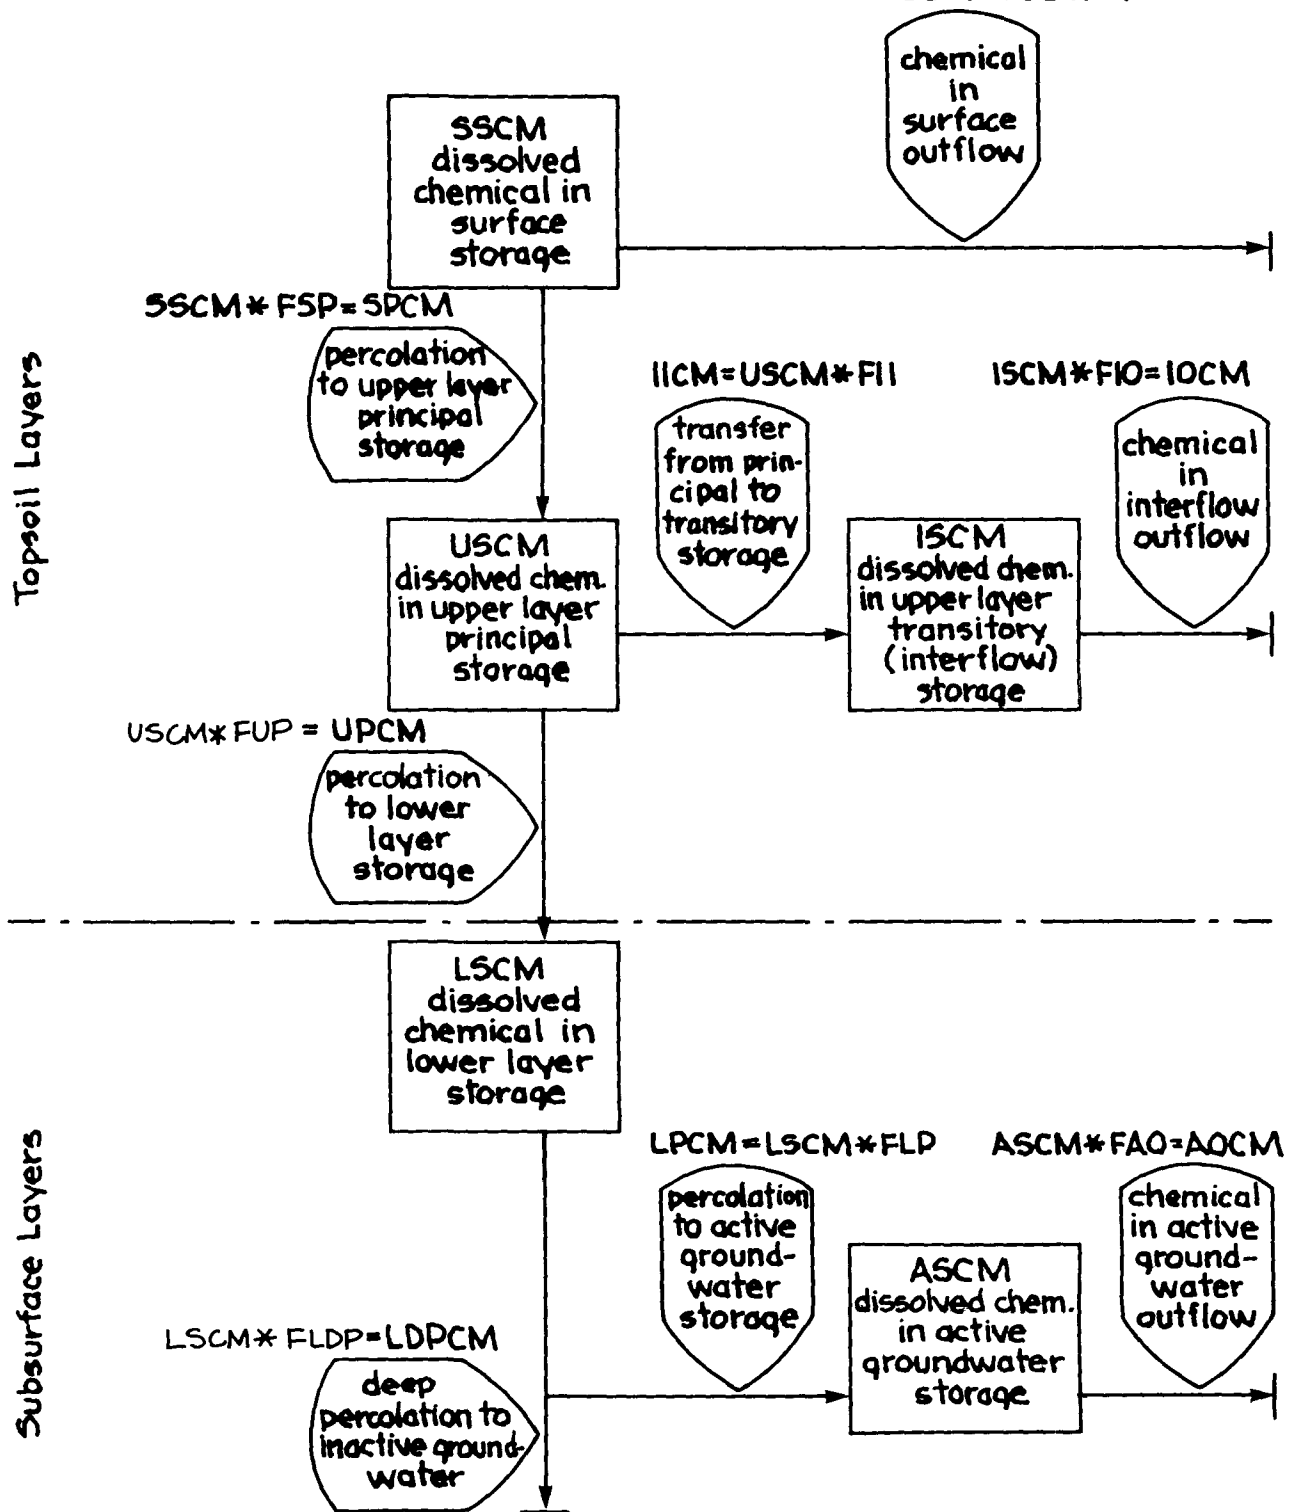 chemical
in
surface
outflow
SSCM
dissolved
chemical in
surface
storage
SSCM* FSP=SPCM
percolation
to upper layer
principal
storage
Topsoil Layers
IICM=USCM*FII
transfer
from prin-
cipal to
transitory
storage
ISCM*FIO=IOCM
chemical
in
interflow
outflow
USCM
dissolved chem.
in upper layer
principal
storage
ISCM
dissolved chem.
in upper layer
transitory
(interflow)
storage
USCM* FUP = UPCM
percolation
to lower
layer
storage
LSCM
dissolved
chemical in
lower layer
storage
Subsurface Layers
LPCM=LSCM*FLP
percolation
to active
ground-
water
storage
ASCM*FAO=AOCM
chemical
in active
ground-
water
outflow
ASCM
dissolved chem.
in active
groundwater
storage
LSCM* FLDP=LDPCM
deep
percolation to
inactive ground-
water